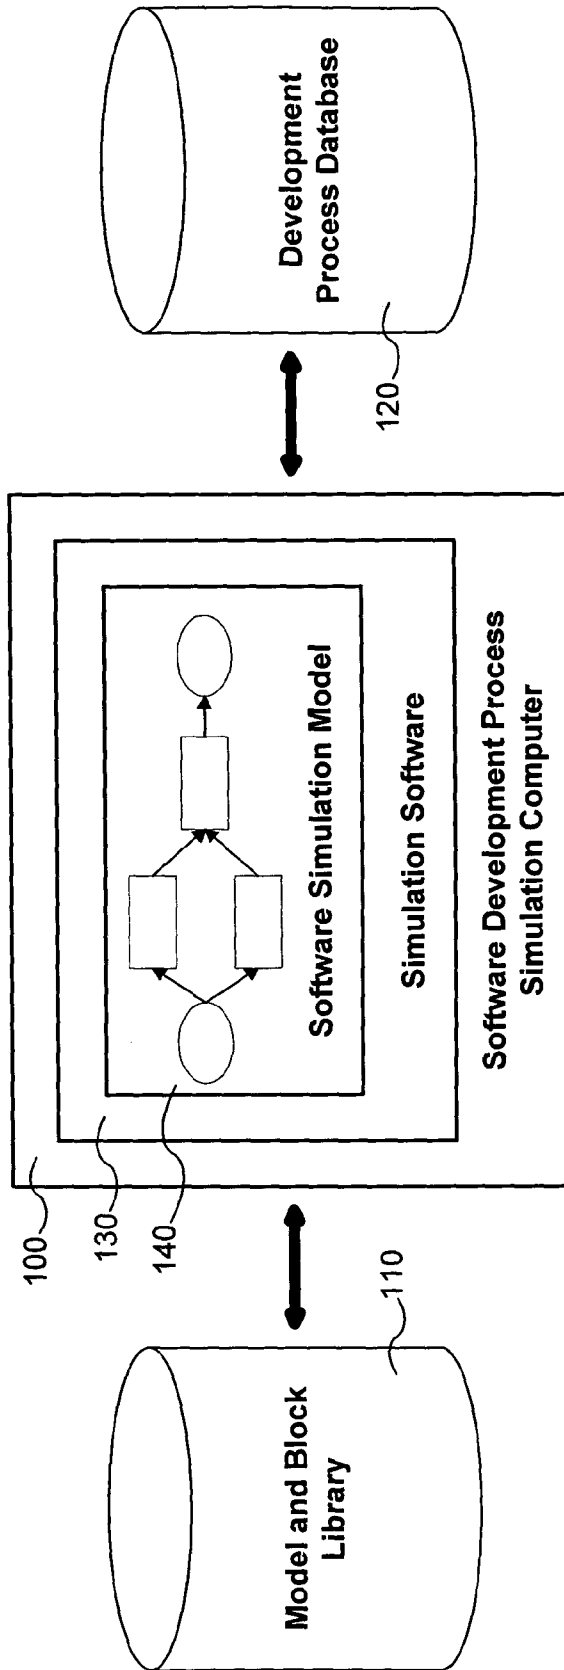 Model and Block
Library
110
100
130
140
Software Simulation Model
Simulation Software
Software Development Process
Simulation Computer
Development
Process Database
120